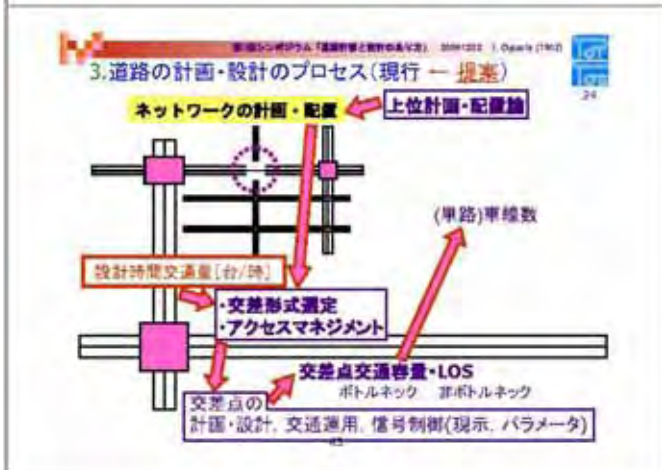 3.道路の計画・設計のプロセス(現行 ← 提案)
24
ネットワークの計画・配置
上位計画・配置論
(単路)車線数
設計時間交通量[台/時]
・交差形式選定
・アクセスマネジメント
交差点交通容量・LOS
ボトルネック 非ボトルネック
交差点の
計画・設計, 交通運用, 信号制御(現示, パラメータ)